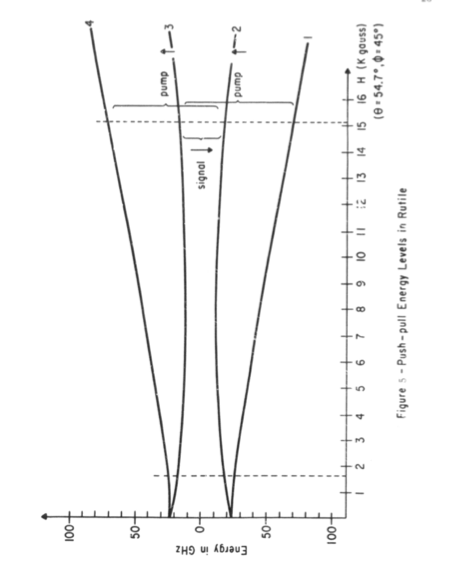 4
3
2
1
pump
signal
pump
100
50
0
50
100
Energy in GHz
1 2 3 4 5 6 7 8 9 10 11 12 13 14 15 16 H (K gauss)
(θ = 54.7°, Φ = 45°)
Figure 5 - Push-pull Energy Levels in Rutile